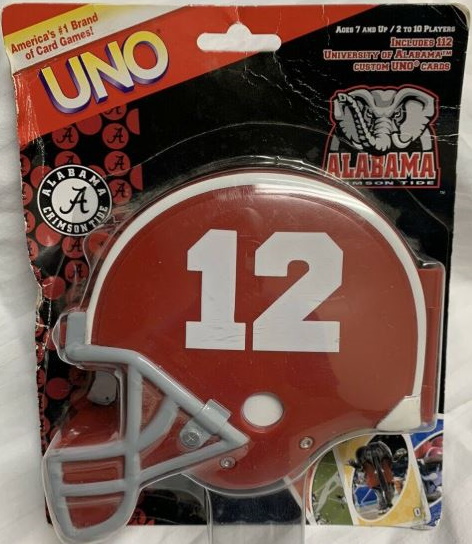 America's #1 Brand
of Card Games!
UNO
AGES 7 AND UP / 2 TO 10 PLAYERS
INCLUDES 112
UNIVERSITY OF ALABAMA™
CUSTOM UNO® CARDS
ALABAMA
CRIMSON TIDE
ALABAMA
A
CRIMSON TIDE
12